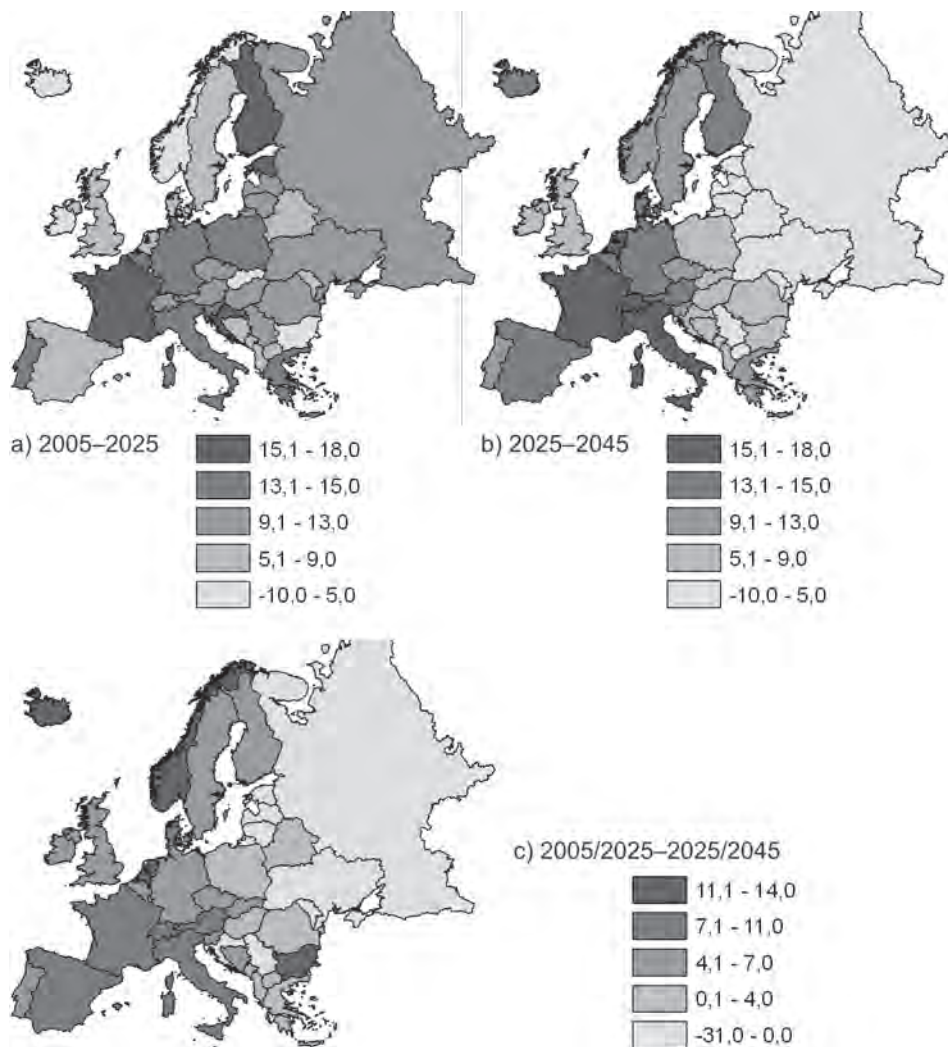 a) 2005–2025
15,1 - 18,0
13,1 - 15,0
9,1 - 13,0
5,1 - 9,0
-10,0 - 5,0
b) 2025–2045
15,1 - 18,0
13,1 - 15,0
9,1 - 13,0
5,1 - 9,0
-10,0 - 5,0
c) 2005/2025–2025/2045
11,1 - 14,0
7,1 - 11,0
4,1 - 7,0
0,1 - 4,0
-31,0 - 0,0